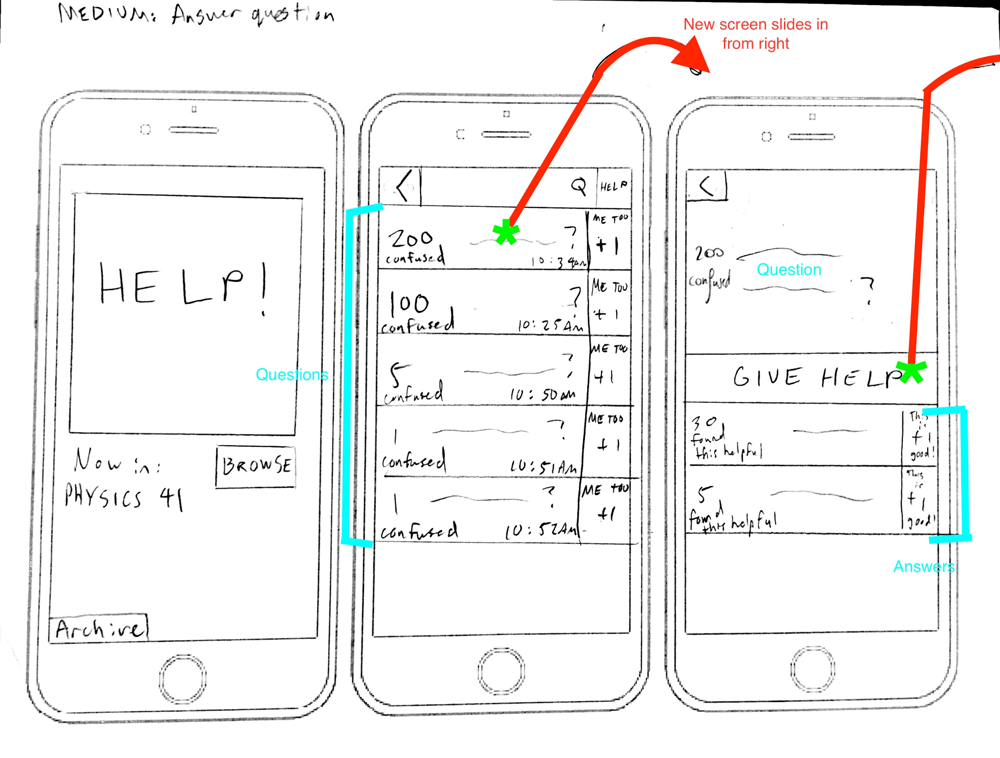 MEDIUM: Answer question
New screen slides in
from right
HELP!
Questions
Now in:
BROWSE
PHYSICS 41
Archive
<
Q
HELP
200
confused
?
10:34AM
ME TOO
+1
100
confused
?
10:25AM
ME TOO
+1
5
confused
?
10:50AM
ME TOO
+1
1
confused
?
10:51AM
ME TOO
+1
1
confused
?
10:52AM
ME TOO
+1
<
200
confused
Question
?
GIVE HELP
30
found
this helpful
This
is
+1
good!
5
found
this helpful
This
is
+1
good!
Answers